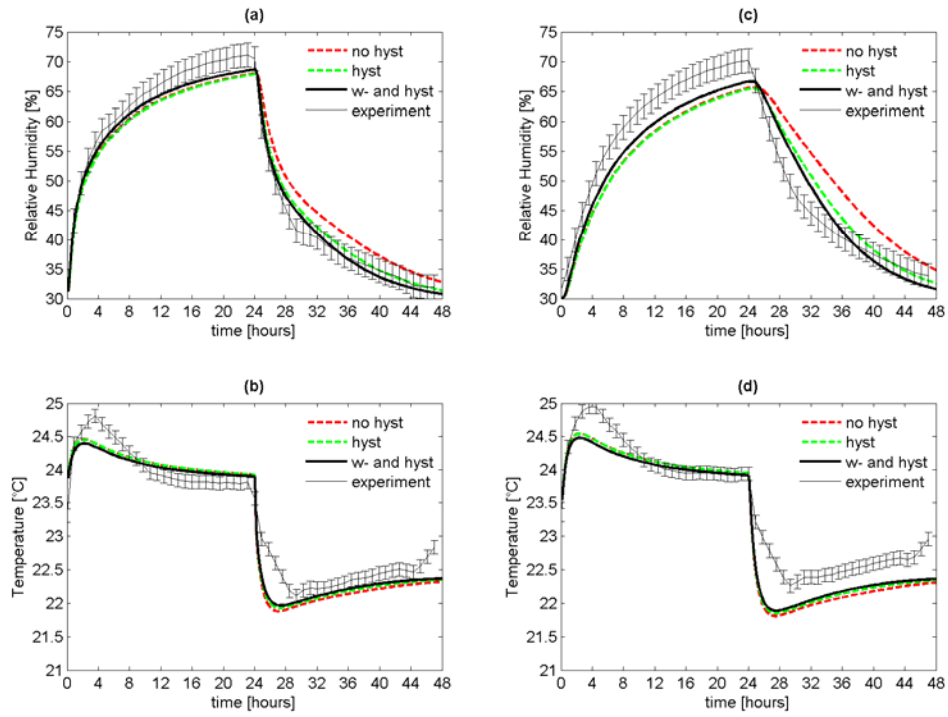 (a)
Relative Humidity [%]
75
70
65
60
55
50
45
40
35
30
no hyst
hyst
w- and hyst
experiment
0 4 8 12 16 20 24 28 32 36 40 44 48
time [hours]
(c)
Relative Humidity [%]
75
70
65
60
55
50
45
40
35
30
no hyst
hyst
w- and hyst
experiment
0 4 8 12 16 20 24 28 32 36 40 44 48
time [hours]
(b)
Temperature [°C]
25
24.5
24
23.5
23
22.5
22
21.5
21
no hyst
hyst
w- and hyst
experiment
0 4 8 12 16 20 24 28 32 36 40 44 48
time [hours]
(d)
Temperature [°C]
25
24.5
24
23.5
23
22.5
22
21.5
21
no hyst
hyst
w- and hyst
experiment
0 4 8 12 16 20 24 28 32 36 40 44 48
time [hours]